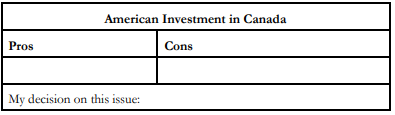 American Investment in Canada
Pros Cons
My decision on this issue: